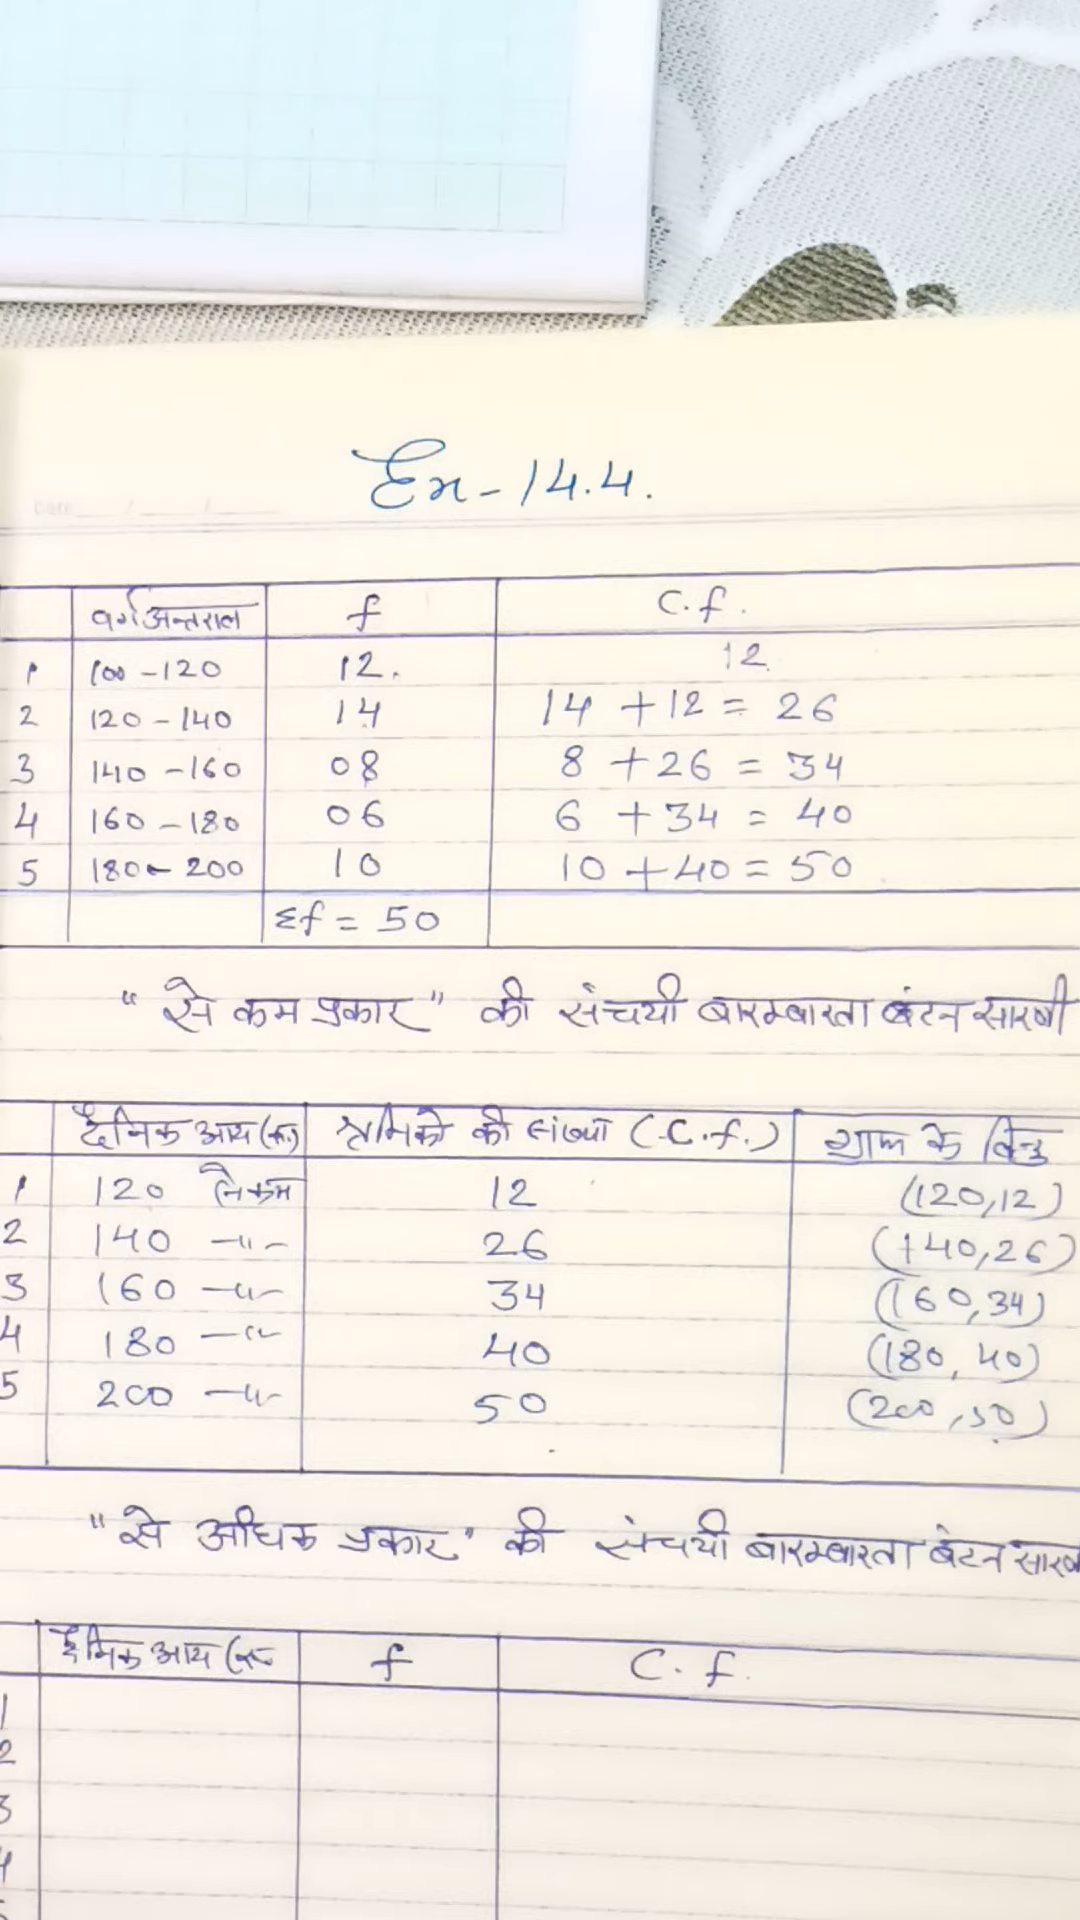 Date / /
Ex-14.4.
वर्ग अन्तराल f C.f.
1 100-120 12. 12
2 120-140 14 14+12=26
3 140-160 08 8+26=34
4 160-180 06 6+34=40
5 180-200 10 10+40=50
Σf=50
"से कम प्रकार" की संचयी बारम्बारता बंटन सारणी
दैनिक आय (रू.) श्रमिको की संख्या (C.f.) ग्राफ के बिन्दु
1 120 से कम 12 (120,12)
2 140 -"- 26 (140,26)
3 160 -"- 34 (160,34)
4 180 -"- 40 (180,40)
5 200 -"- 50 (200,50)
"से अधिक प्रकार" की संचयी बारम्बारता बंटन
दैनिक आय (रू f C.f.
1
2
3
4